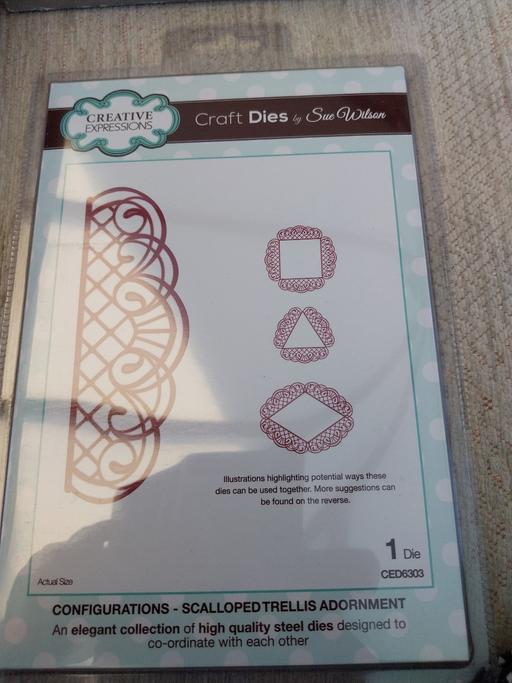 CREATIVE
EXPRESSIONS
Craft Dies by Sue Wilson
Illustrations highlighting potential ways these
dies can be used together. More suggestions can
be found on the reverse.
1 Die
CED6303
Actual Size
CONFIGURATIONS - SCALLOPED TRELLIS ADORNMENT
An elegant collection of high quality steel dies designed to
co-ordinate with each other